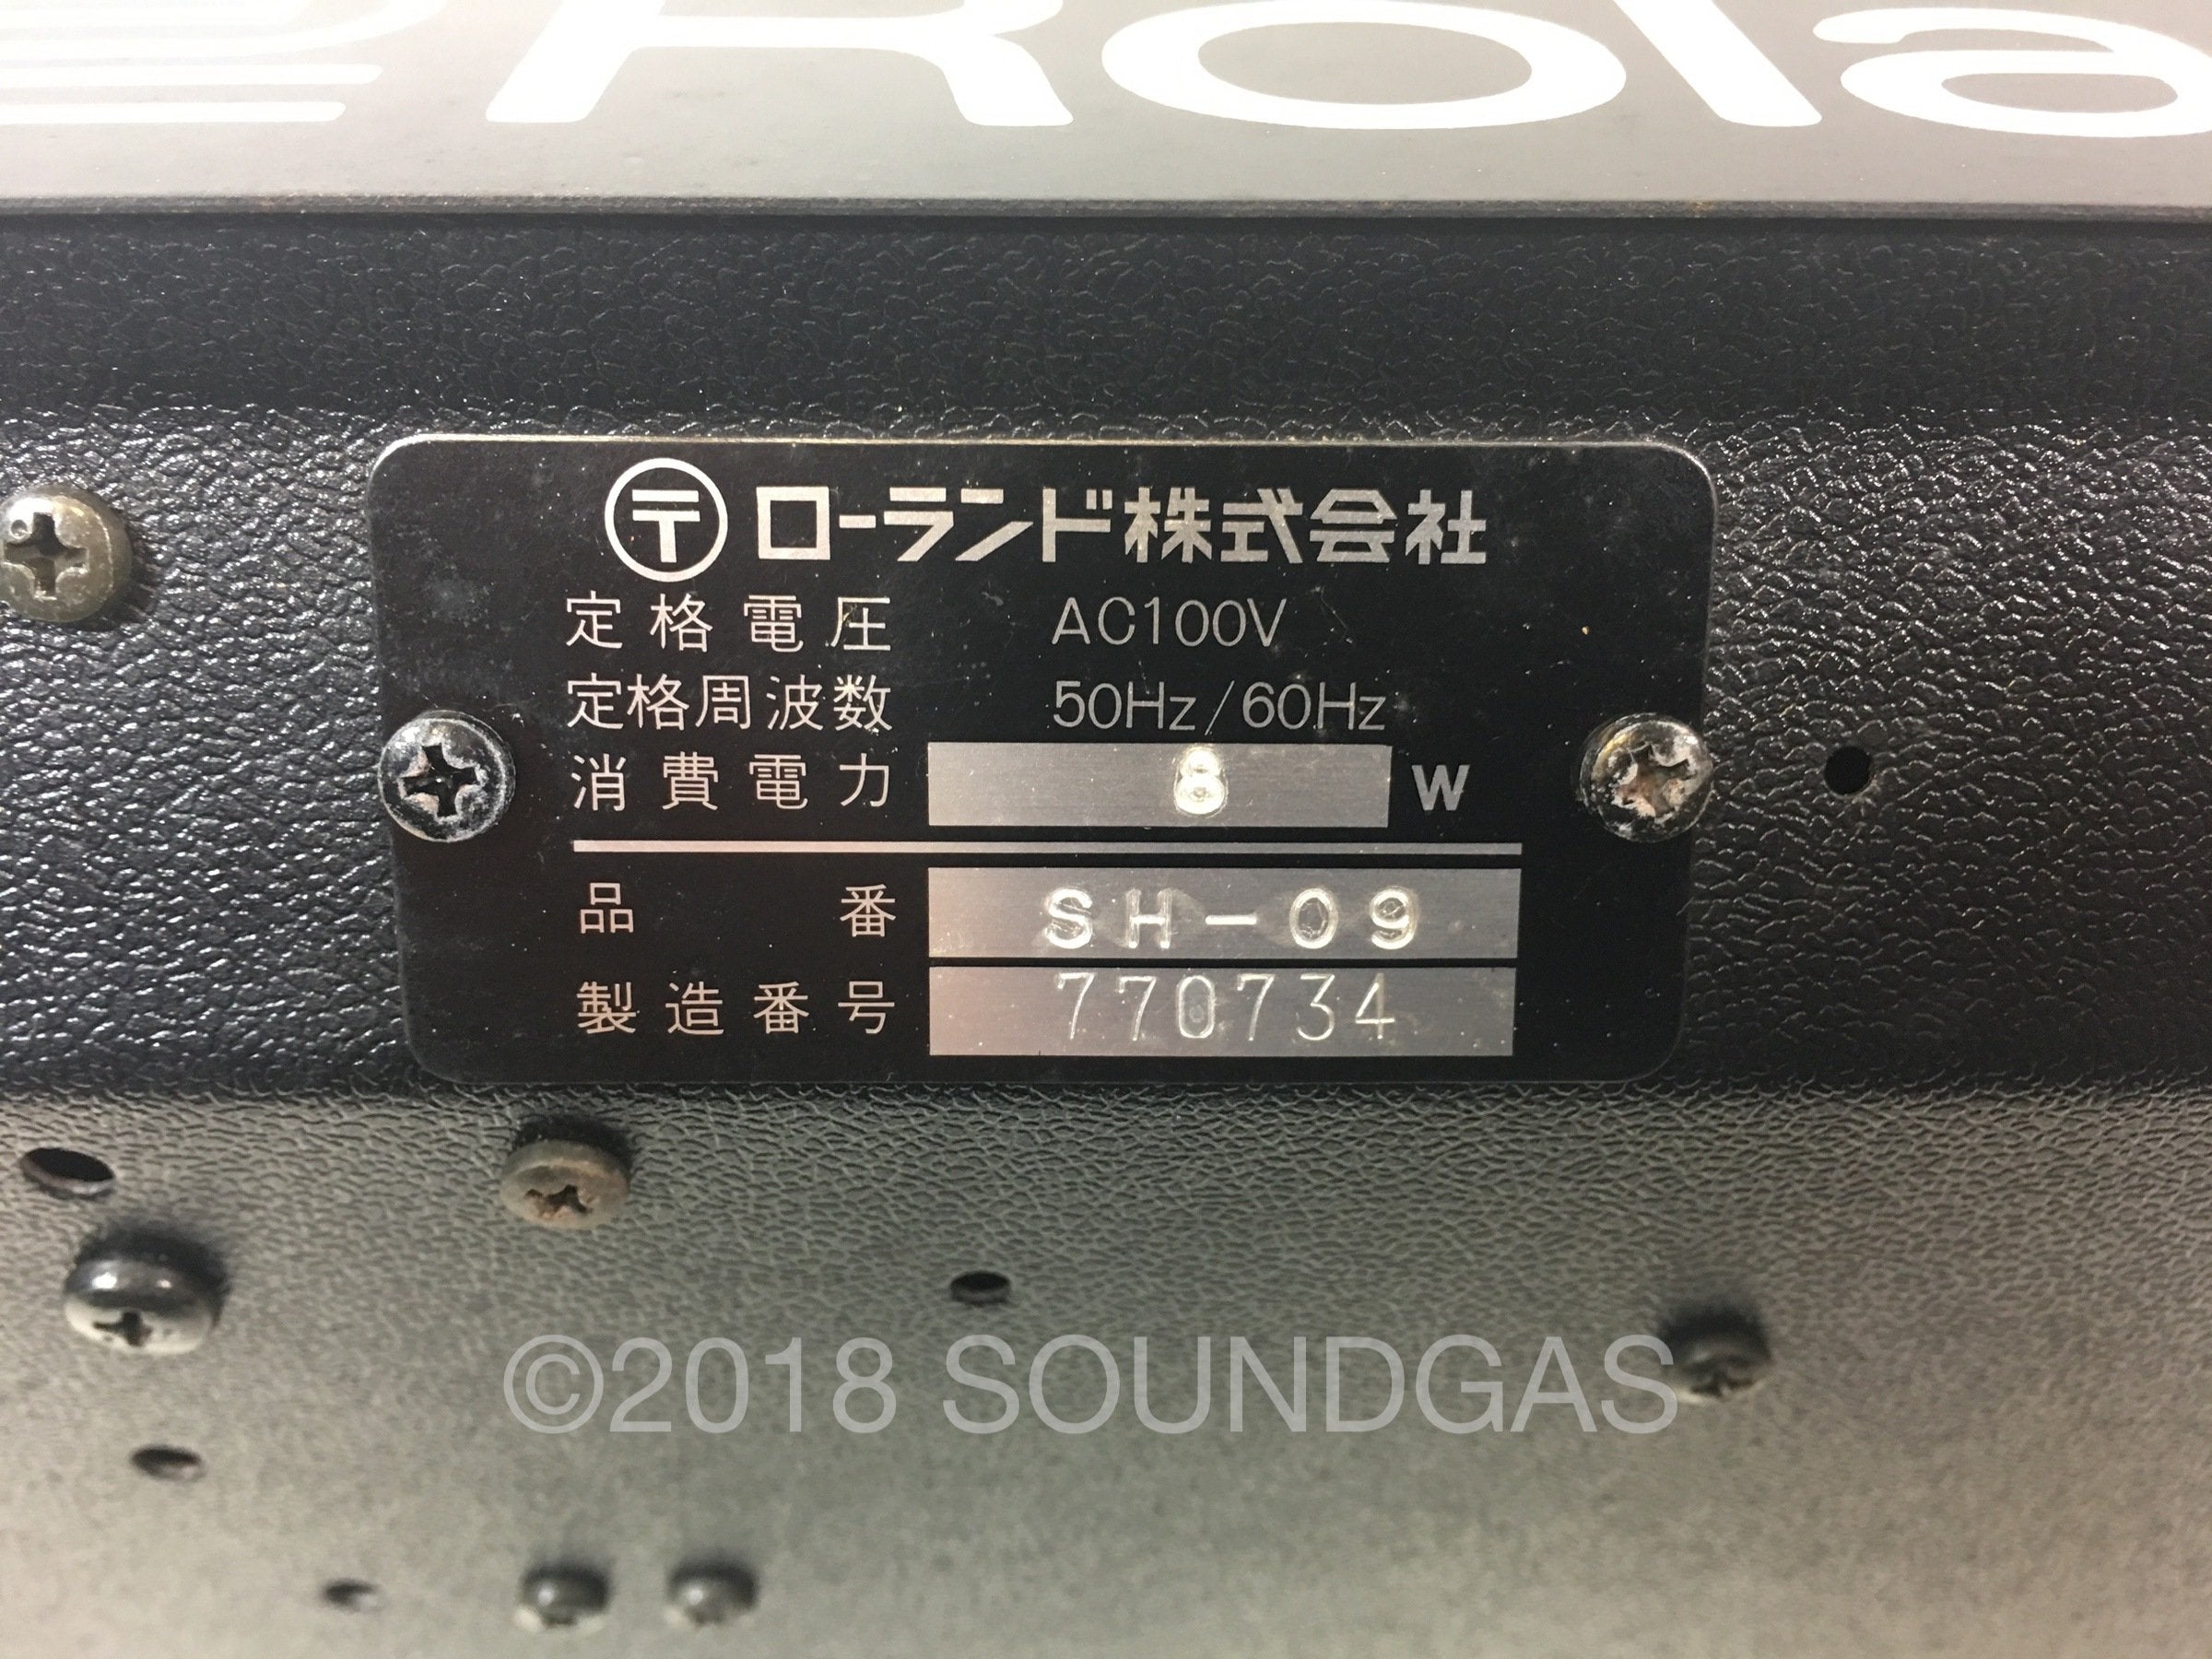 Rola
〒 ローランド株式会社
定格電圧 AC100V
定格周波数 50Hz/60Hz
消費電力 8 W
品番 SH-09
製造番号 770734
©2018 SOUNDGAS